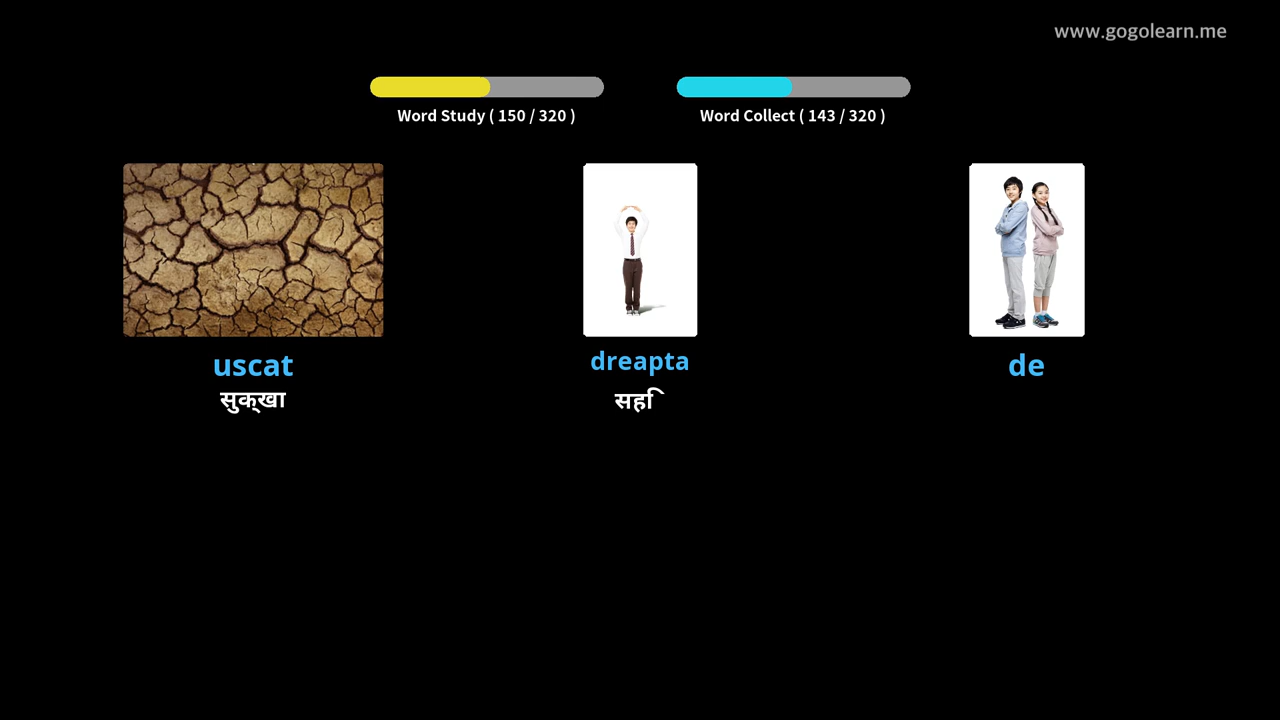 www.gogolearn.me
Word Study ( 150 / 320 )
Word Collect ( 143 / 320 )
uscat
सुक्खा
dreapta
सहि
de